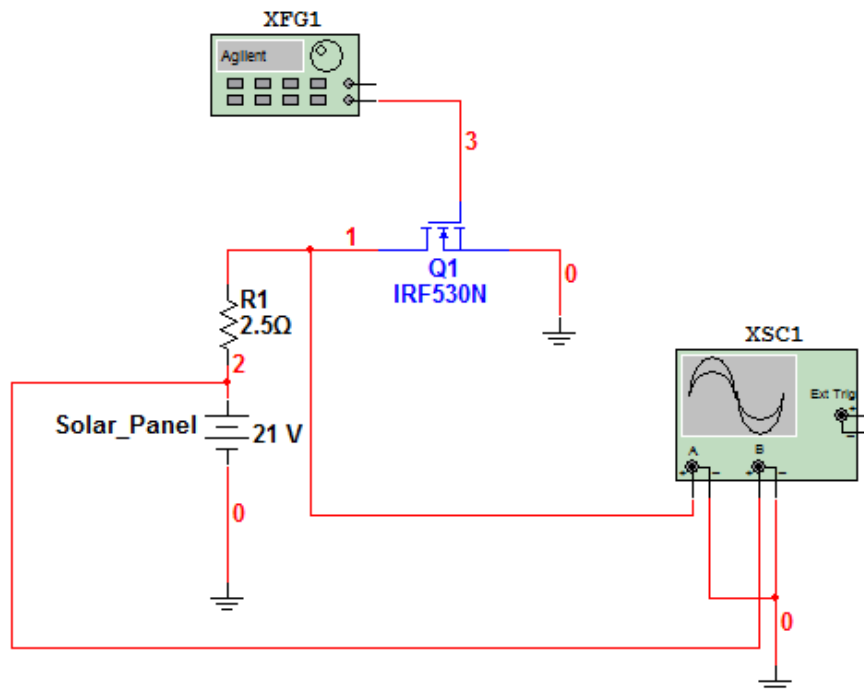 XFG1
Agilent
3
1
Q1
IRF530N
0
R1
2.5Ω
2
Solar_Panel
21 V
0
XSC1
Ext Trig
+
−
A
B
+ − + −
0